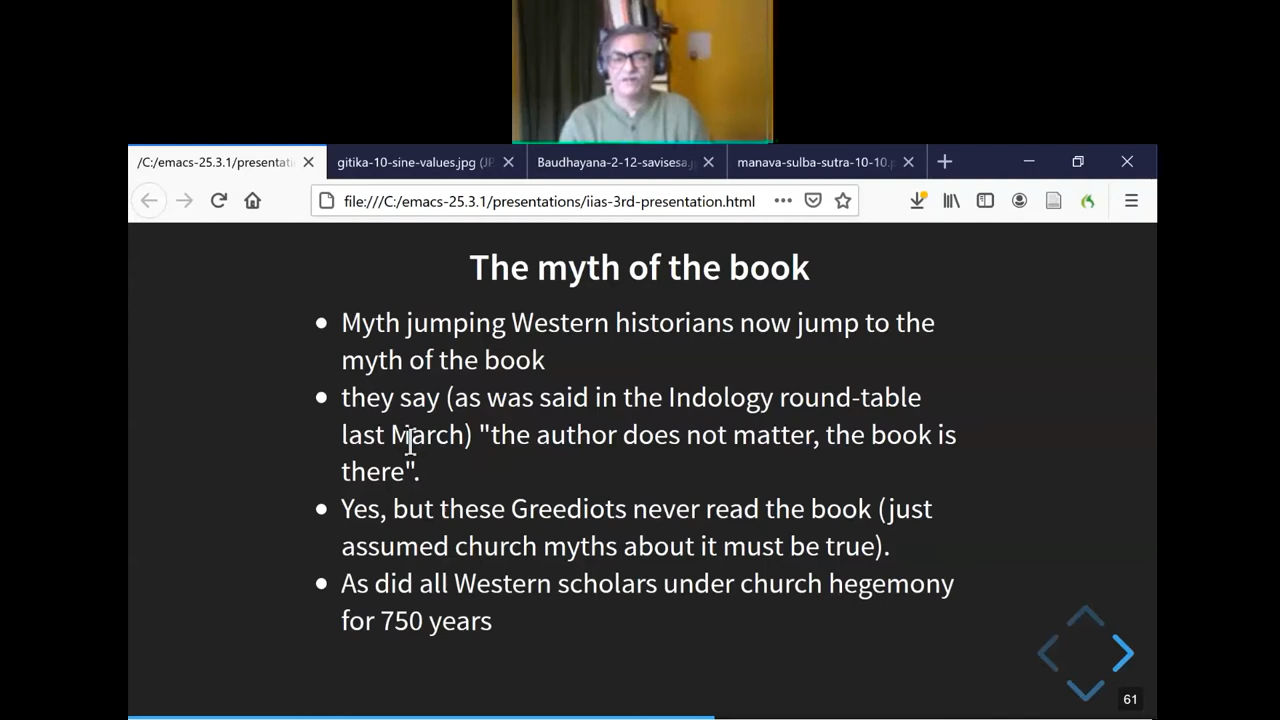 /C:/emacs-25.3.1/presentati
gitika-10-sine-values.jpg (JP
Baudhayana-2-12-savisesa.j
manava-sulba-sutra-10-10.p
file:///C:/emacs-25.3.1/presentations/iias-3rd-presentation.html
The myth of the book
• Myth jumping Western historians now jump to the
myth of the book
• they say (as was said in the Indology round-table
last March) "the author does not matter, the book is
there".
• Yes, but these Greediots never read the book (just
assumed church myths about it must be true).
• As did all Western scholars under church hegemony
for 750 years
61